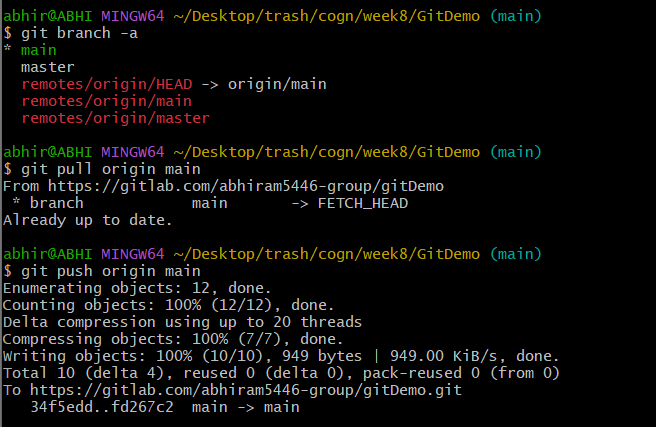 abhir@ABHI MINGW64 ~/Desktop/trash/cogn/week8/GitDemo (main)
$ git branch -a
* main
  master
  remotes/origin/HEAD -> origin/main
  remotes/origin/main
  remotes/origin/master

abhir@ABHI MINGW64 ~/Desktop/trash/cogn/week8/GitDemo (main)
$ git pull origin main
From https://gitlab.com/abhiram5446-group/gitDemo
 * branch            main       -> FETCH_HEAD
Already up to date.

abhir@ABHI MINGW64 ~/Desktop/trash/cogn/week8/GitDemo (main)
$ git push origin main
Enumerating objects: 12, done.
Counting objects: 100% (12/12), done.
Delta compression using up to 20 threads
Compressing objects: 100% (7/7), done.
Writing objects: 100% (10/10), 949 bytes | 949.00 KiB/s, done.
Total 10 (delta 4), reused 0 (delta 0), pack-reused 0 (from 0)
To https://gitlab.com/abhiram5446-group/gitDemo.git
   34f5edd..fd267c2  main -> main